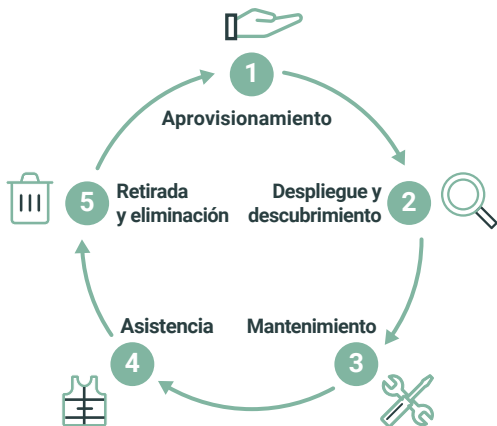 1
Aprovisionamiento
2
Despliegue y
descubrimiento
3
Mantenimiento
4
Asistencia
5
Retirada
y eliminación